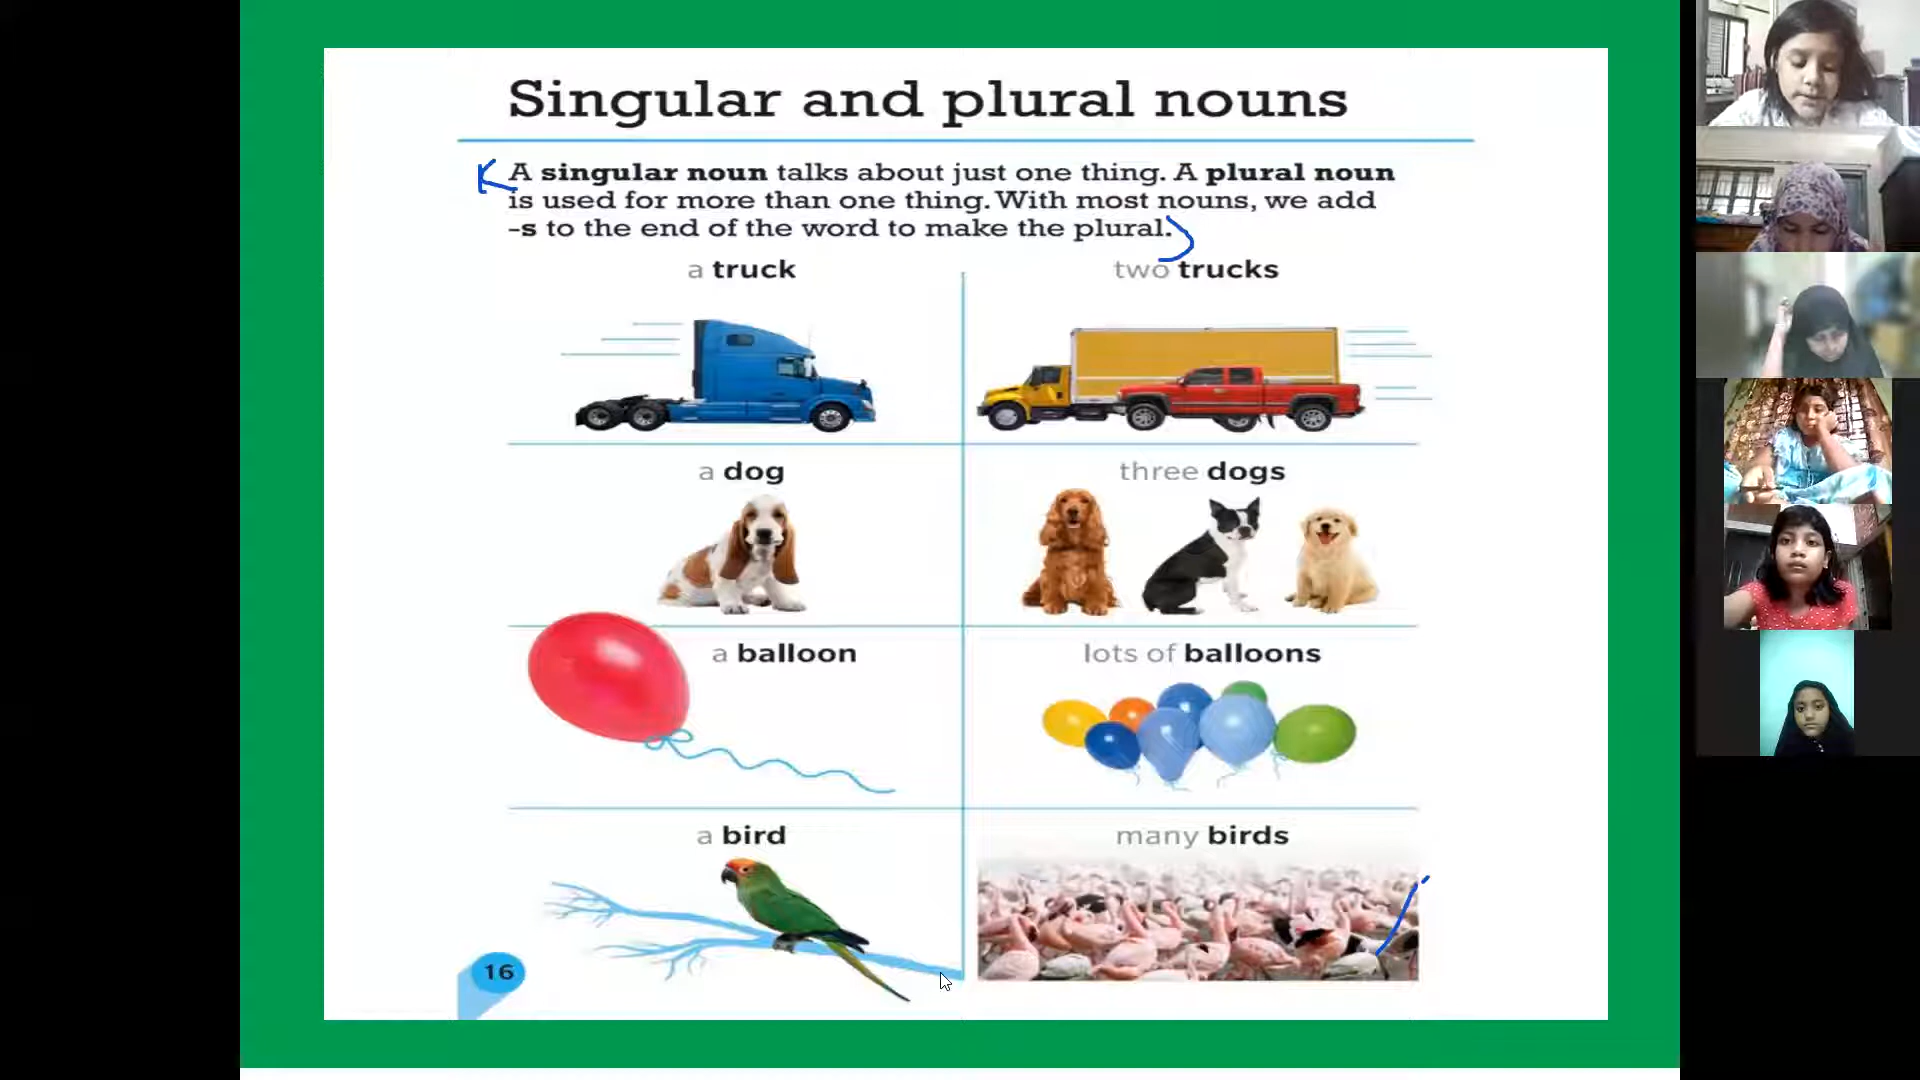 Singular and plural nouns
A singular noun talks about just one thing. A plural noun
is used for more than one thing. With most nouns, we add
-s to the end of the word to make the plural.
a truck
two trucks
a dog
three dogs
a balloon
lots of balloons
a bird
many birds
16